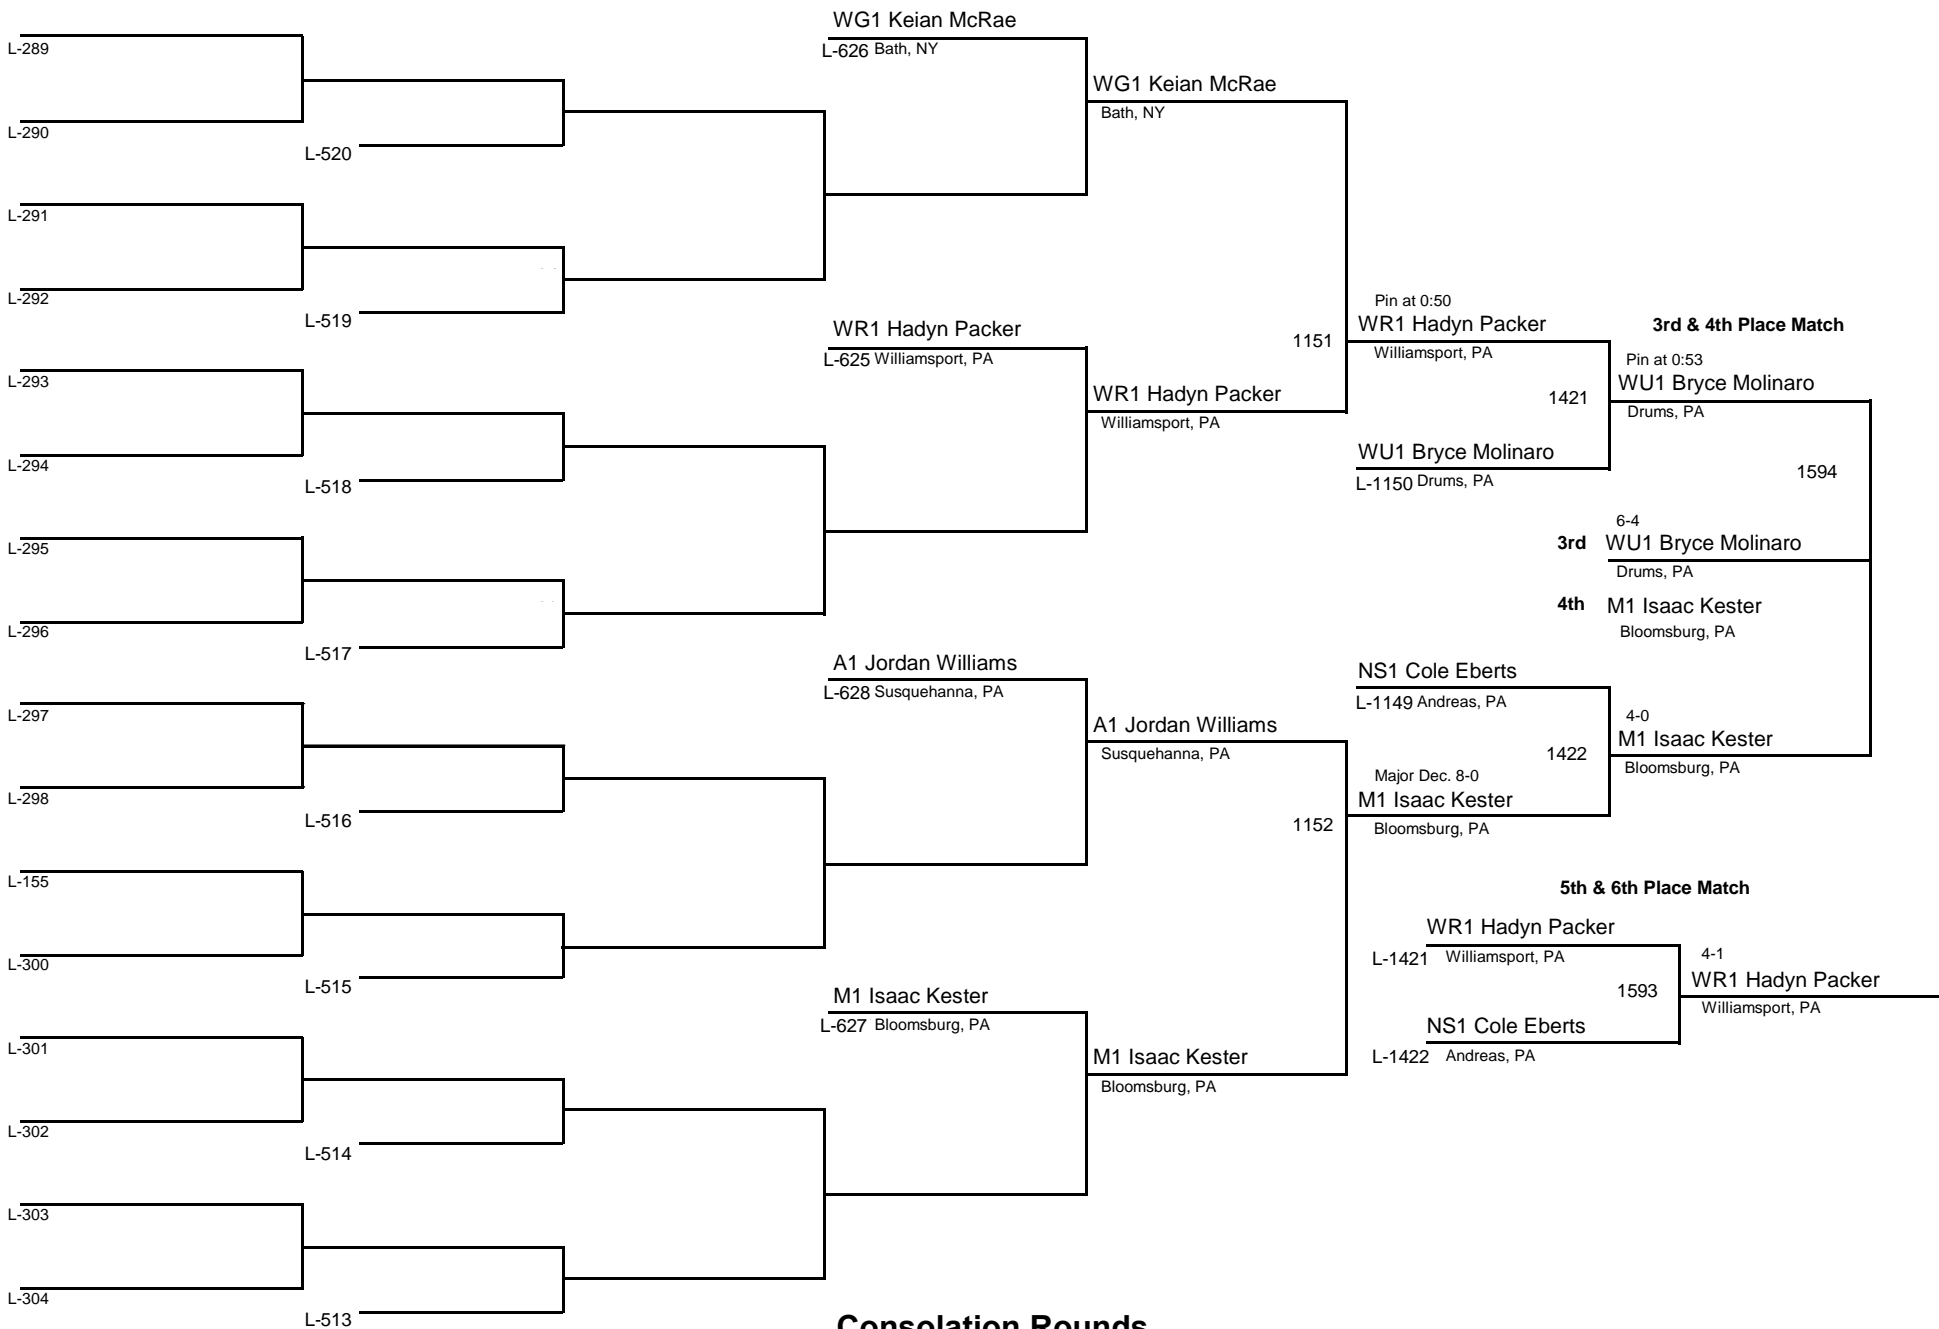 WG1 Keian McRae
L-289
L-626 Bath, NY
WG1 Keian McRae
Bath, NY
L-290
L-520
L-291
L-292
L-519
Pin at 0:50
WR1 Hadyn Packer
3rd & 4th Place Match
WR1 Hadyn Packer
1151
Williamsport, PA
L-625 Williamsport, PA
Pin at 0:53
WU1 Bryce Molinaro
L-293
WR1 Hadyn Packer
1421
Drums, PA
Williamsport, PA
WU1 Bryce Molinaro
L-294
1594
L-1150 Drums, PA
L-518
6-4
L-295
3rd WU1 Bryce Molinaro
Drums, PA
4th M1 Isaac Kester
Bloomsburg, PA
L-296
L-517
A1 Jordan Williams
NS1 Cole Eberts
L-628 Susquehanna, PA
L-1149 Andreas, PA
L-297
A1 Jordan Williams
4-0
M1 Isaac Kester
Susquehanna, PA
1422
Bloomsburg, PA
Major Dec. 8-0
M1 Isaac Kester
L-298
L-516
1152
Bloomsburg, PA
L-155
5th & 6th Place Match
WR1 Hadyn Packer
L-1421 Williamsport, PA
4-1
L-300
L-515
WR1 Hadyn Packer
1593
M1 Isaac Kester
Williamsport, PA
L-627 Bloomsburg, PA
NS1 Cole Eberts
L-301
M1 Isaac Kester
L-1422 Andreas, PA
Bloomsburg, PA
L-302
L-514
L-303
L-304
L-513
Consolation Rounds